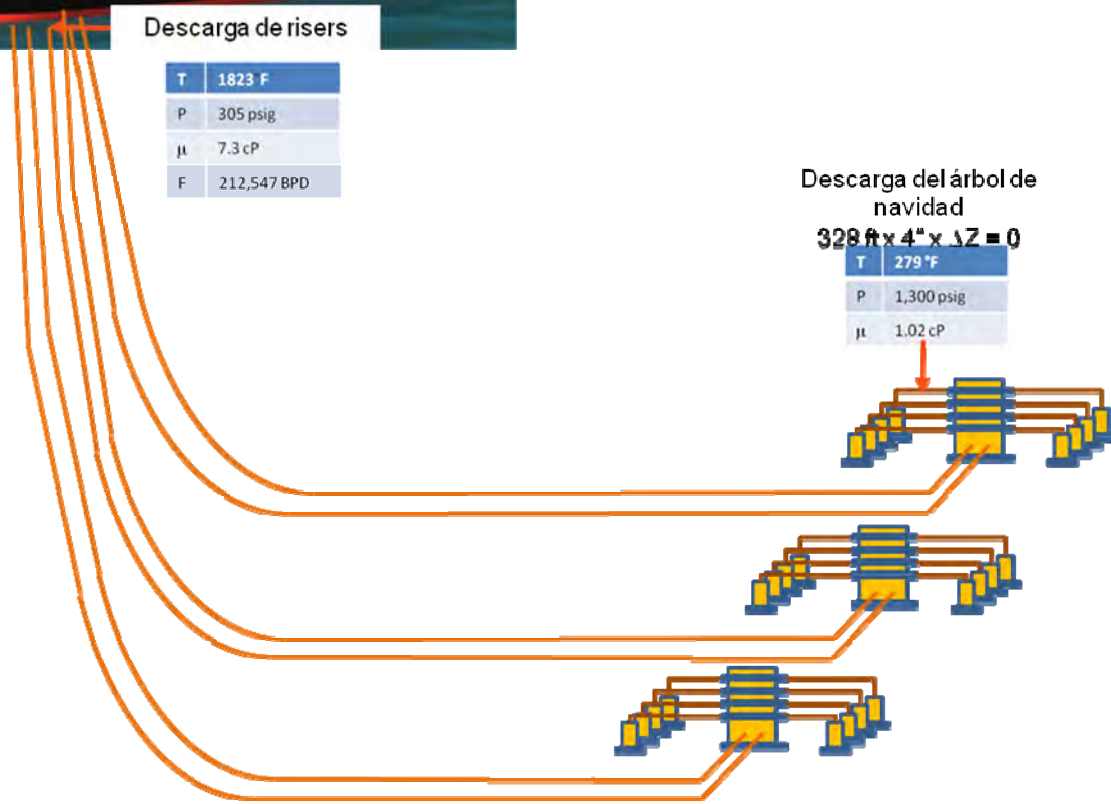 Descarga de risers
T 1823 F
P 305 psig
μ 7.3 cP
F 212,547 BPD
Descarga del árbol de
navidad
328 ft x 4" x ΔZ = 0
T 279 °F
P 1,300 psig
μ 1.02 cP